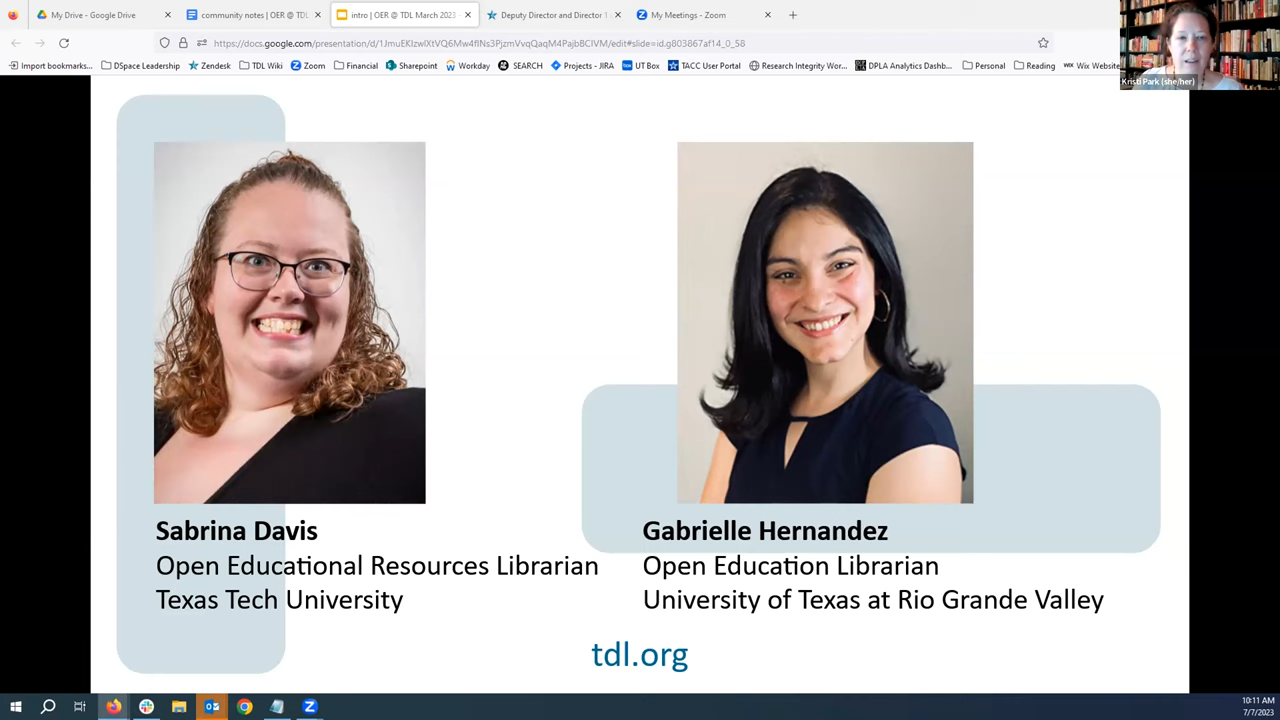 My Drive - Google Drive
community notes | OER @ TDL
intro | OER @ TDL March 2023
Deputy Director and Director
My Meetings - Zoom
Import bookmarks...
DSpace Leadership
Zendesk
TDL Wiki
Zoom
Financial
Sharepoint
Workday
SEARCH
Projects - JIRA
UT Box
TACC User Portal
Research Integrity Wor...
DPLA Analytics Dashb...
Personal
Reading
WiX
Wix Website
Kristi Park (she/her)
Sabrina Davis
Open Educational Resources Librarian
Texas Tech University
Gabrielle Hernandez
Open Education Librarian
University of Texas at Rio Grande Valley
tdl.org
10:11 AM
7/7/2023